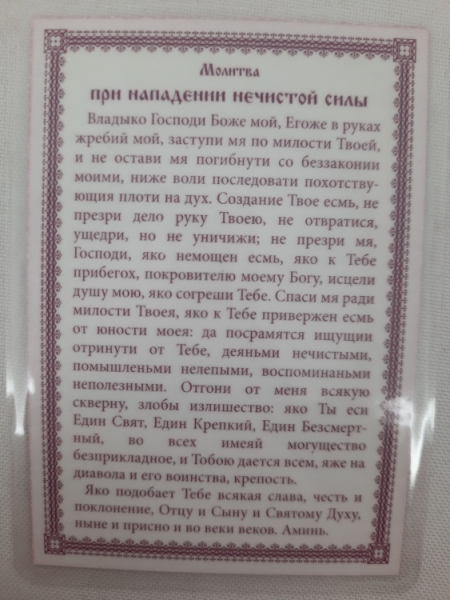 Молитва
при нападении нечистой силы
Владыко Господи Боже мой, Егоже в руках
жребий мой, заступи мя по милости Твоей,
и не остави мя погибнути со беззаконии
моими, ниже воли последовати похотству-
ющия плоти на дух. Создание Твое есмь, не
презри дело руку Твоею, не отвратися,
ущедри, но не уничижи; не презри мя,
Господи, яко немощен есмь, яко к Тебе
прибегох, покровителю моему Богу, исцели
душу мою, яко согреши Тебе. Спаси мя ради
милости Твоея, яко к Тебе привержен есмь
от юности моея: да посрамятся ищущии
отринути от Тебе, деяньми нечистыми,
помышленьми нелепыми, воспоминаньми
неполезными. Отгони от меня всякую
скверну, злобы излишество: яко Ты еси
Един Свят, Един Крепкий, Един Безсмерт-
ный, во всех имеяй могущество
безприкладное, и Тобою дается всем, яже на
диавола и его воинства, крепость.
Яко подобает Тебе всякая слава, честь и
поклонение, Отцу и Сыну и Святому Духу,
ныне и присно и во веки веков. Аминь.